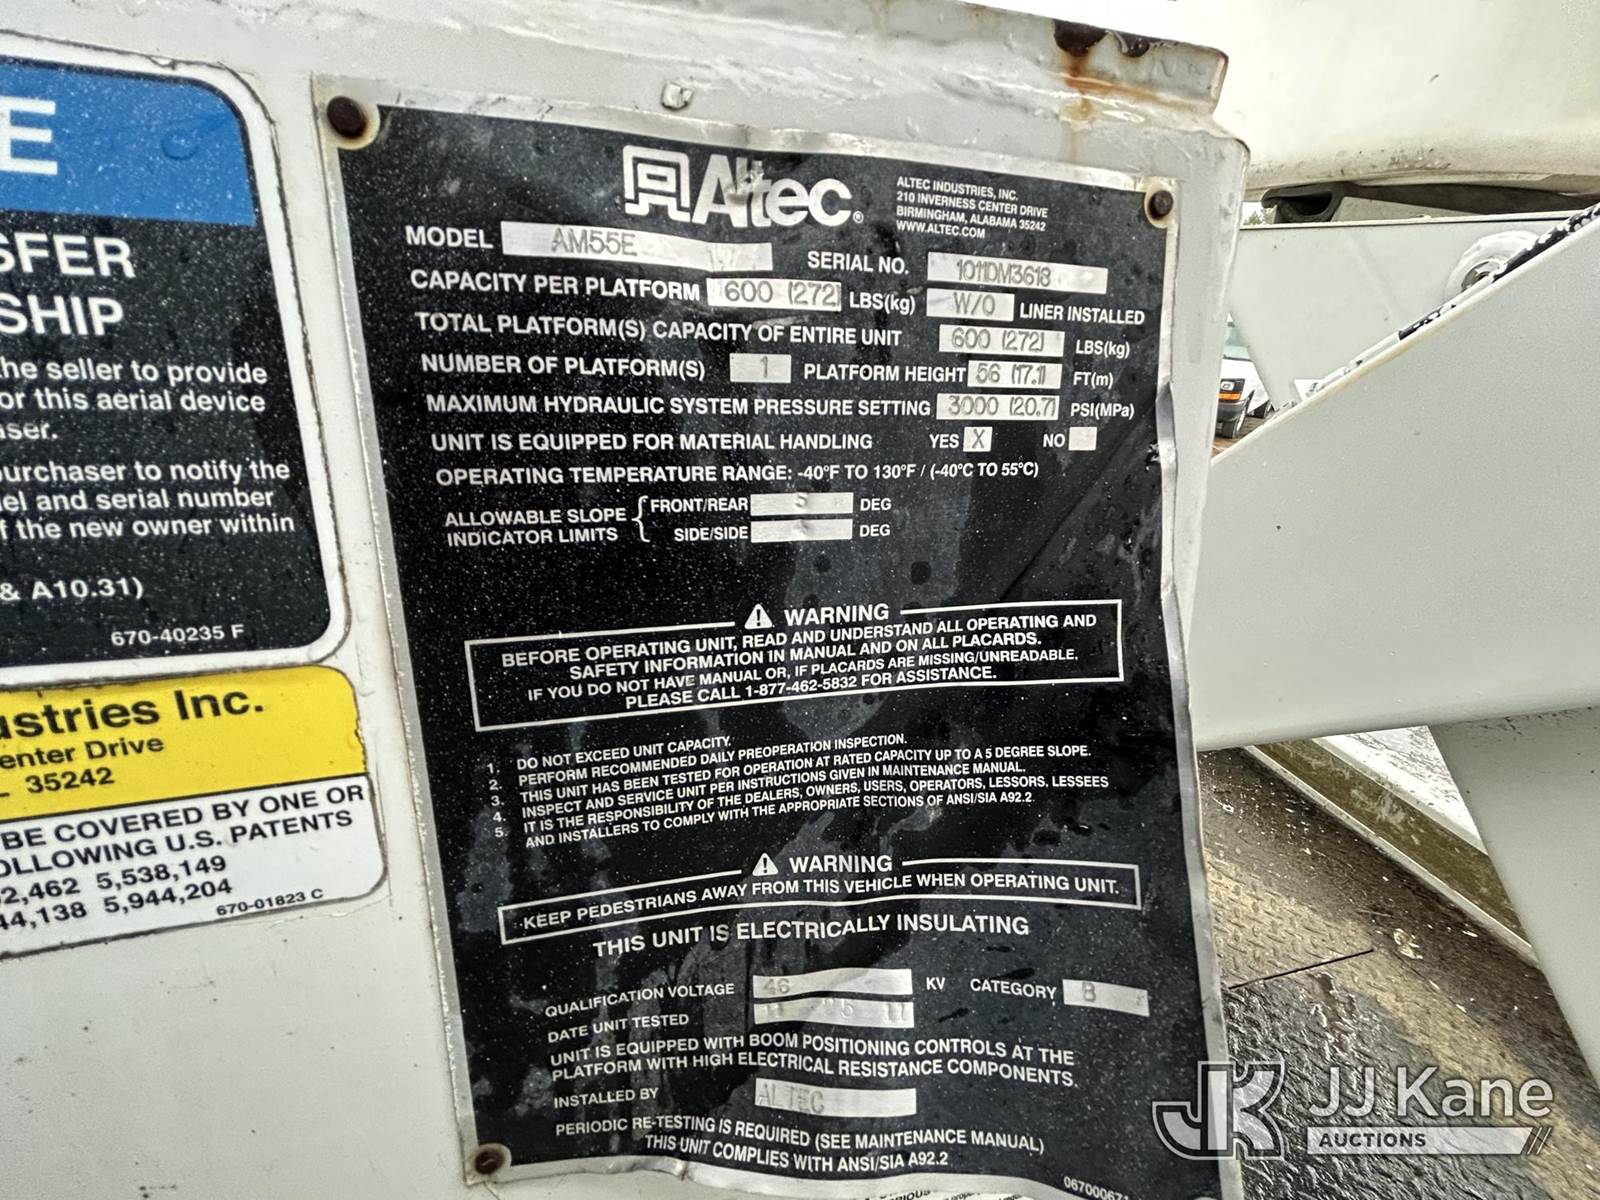 E
SFER
SHIP
he seller to provide
or this aerial device
ser.
urchaser to notify the
el and serial number
f the new owner within
& A10.31)
670-40235 F
ustries Inc.
enter Drive
35242
BE COVERED BY ONE OR
OLLOWING U.S. PATENTS
2,462 5,538,149
44,138 5,944,204
670-01823 C
Altec®
ALTEC INDUSTRIES, INC.
210 INVERNESS CENTER DRIVE
BIRMINGHAM, ALABAMA 35242
WWW.ALTEC.COM
MODEL AM55E SERIAL NO. 1011DM3618
CAPACITY PER PLATFORM 600 (272) LBS(kg) W/O LINER INSTALLED
TOTAL PLATFORM(S) CAPACITY OF ENTIRE UNIT 600 (272) LBS(kg)
NUMBER OF PLATFORM(S) 1 PLATFORM HEIGHT 56 (17.1) FT(m)
MAXIMUM HYDRAULIC SYSTEM PRESSURE SETTING 3000 (20.7) PSI(MPa)
UNIT IS EQUIPPED FOR MATERIAL HANDLING YES X NO
OPERATING TEMPERATURE RANGE: -40°F TO 130°F / (-40°C TO 55°C)
ALLOWABLE SLOPE { FRONT/REAR 5 DEG
INDICATOR LIMITS SIDE/SIDE DEG
WARNING
BEFORE OPERATING UNIT, READ AND UNDERSTAND ALL OPERATING AND
SAFETY INFORMATION IN MANUAL AND ON ALL PLACARDS.
IF YOU DO NOT HAVE MANUAL OR, IF PLACARDS ARE MISSING/UNREADABLE,
PLEASE CALL 1-877-462-5832 FOR ASSISTANCE.
1. DO NOT EXCEED UNIT CAPACITY.
2. PERFORM RECOMMENDED DAILY PREOPERATION INSPECTION.
3. THIS UNIT HAS BEEN TESTED FOR OPERATION AT RATED CAPACITY UP TO A 5 DEGREE SLOPE.
4. INSPECT AND SERVICE UNIT PER INSTRUCTIONS GIVEN IN MAINTENANCE MANUAL.
5. IT IS THE RESPONSIBILITY OF THE DEALERS, OWNERS, USERS, OPERATORS, LESSORS, LESSEES
AND INSTALLERS TO COMPLY WITH THE APPROPRIATE SECTIONS OF ANSI/SIA A92.2.
WARNING
KEEP PEDESTRIANS AWAY FROM THIS VEHICLE WHEN OPERATING UNIT.
THIS UNIT IS ELECTRICALLY INSULATING
QUALIFICATION VOLTAGE 46 KV CATEGORY B
DATE UNIT TESTED
UNIT IS EQUIPPED WITH BOOM POSITIONING CONTROLS AT THE
PLATFORM WITH HIGH ELECTRICAL RESISTANCE COMPONENTS.
INSTALLED BY ALTEC
PERIODIC RE-TESTING IS REQUIRED (SEE MAINTENANCE MANUAL)
THIS UNIT COMPLIES WITH ANSI/SIA A92.2
067000671
JK JJ Kane
AUCTIONS